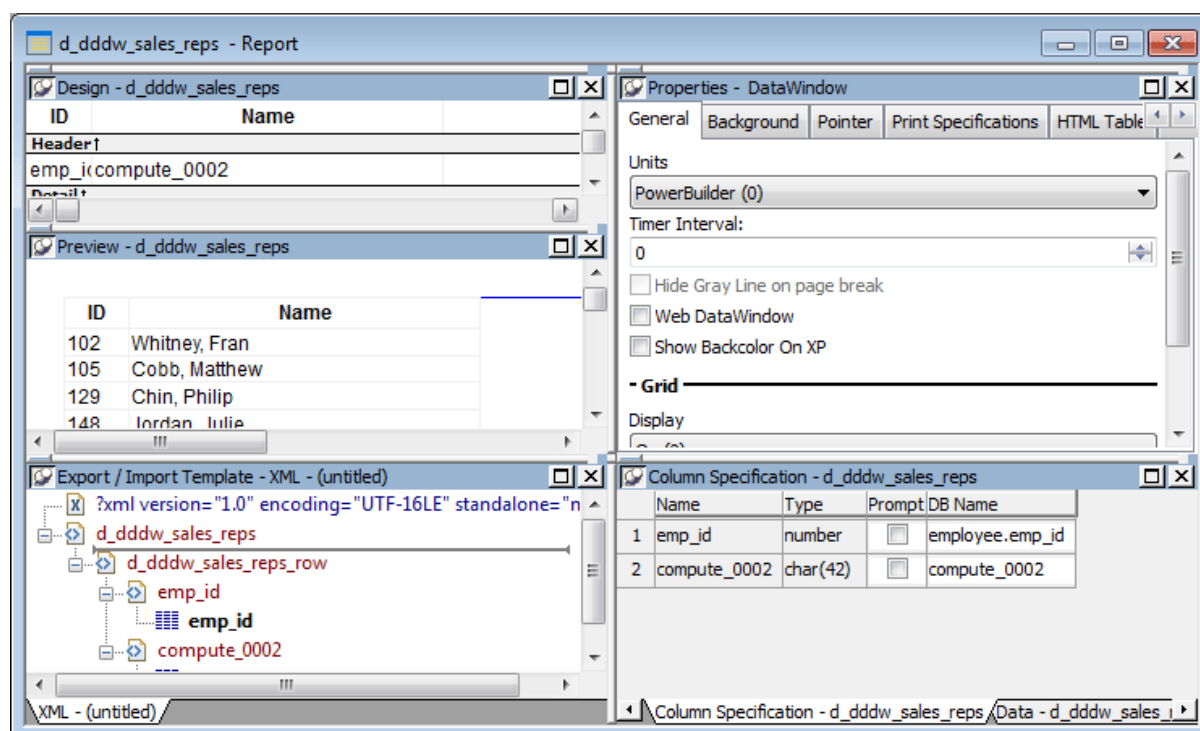 d_dddw_sales_reps - Report
Design - d_dddw_sales_reps
ID Name
Header↑
emp_i compute_0002
Detail↑
Preview - d_dddw_sales_reps
ID Name
102 Whitney, Fran
105 Cobb, Matthew
129 Chin, Philip
148 Jordan, Julie
Export / Import Template - XML - (untitled)
?xml version="1.0" encoding="UTF-16LE" standalone="n
d_dddw_sales_reps
d_dddw_sales_reps_row
emp_id
emp_id
compute_0002
XML - (untitled)
Properties - DataWindow
General Background Pointer Print Specifications HTML Table
Units
PowerBuilder (0)
Timer Interval:
0
Hide Gray Line on page break
Web DataWindow
Show Backcolor On XP
- Grid
Display
Column Specification - d_dddw_sales_reps
Name Type Prompt DB Name
1 emp_id number employee.emp_id
2 compute_0002 char(42) compute_0002
Column Specification - d_dddw_sales_reps Data - d_dddw_sales_